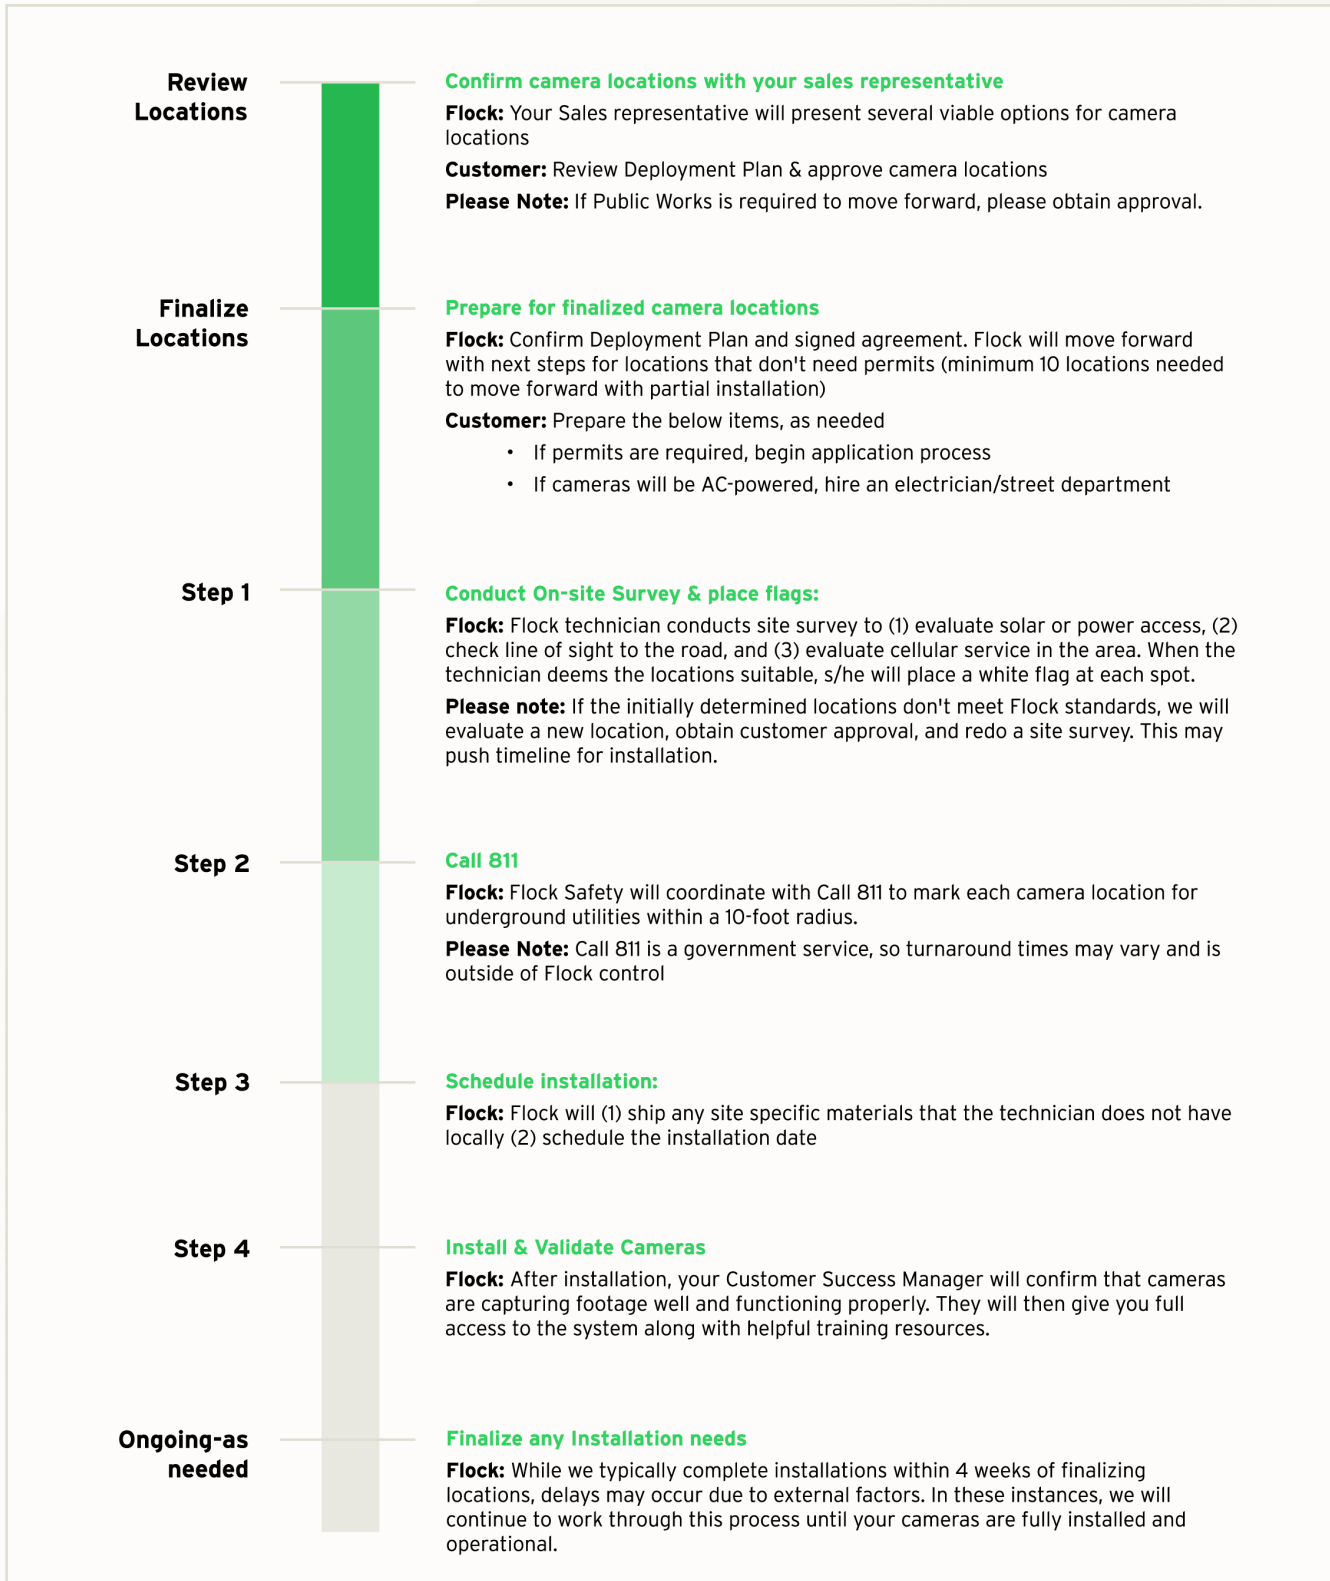 Review
Locations
Confirm camera locations with your sales representative
Flock: Your Sales representative will present several viable options for camera
locations
Customer: Review Deployment Plan & approve camera locations
Please Note: If Public Works is required to move forward, please obtain approval.
Finalize
Locations
Prepare for finalized camera locations
Flock: Confirm Deployment Plan and signed agreement. Flock will move forward
with next steps for locations that don't need permits (minimum 10 locations needed
to move forward with partial installation)
Customer: Prepare the below items, as needed
• If permits are required, begin application process
• If cameras will be AC-powered, hire an electrician/street department
Step 1
Conduct On-site Survey & place flags:
Flock: Flock technician conducts site survey to (1) evaluate solar or power access, (2)
check line of sight to the road, and (3) evaluate cellular service in the area. When the
technician deems the locations suitable, s/he will place a white flag at each spot.
Please note: If the initially determined locations don't meet Flock standards, we will
evaluate a new location, obtain customer approval, and redo a site survey. This may
push timeline for installation.
Step 2
Call 811
Flock: Flock Safety will coordinate with Call 811 to mark each camera location for
underground utilities within a 10-foot radius.
Please Note: Call 811 is a government service, so turnaround times may vary and is
outside of Flock control
Step 3
Schedule installation:
Flock: Flock will (1) ship any site specific materials that the technician does not have
locally (2) schedule the installation date
Step 4
Install & Validate Cameras
Flock: After installation, your Customer Success Manager will confirm that cameras
are capturing footage well and functioning properly. They will then give you full
access to the system along with helpful training resources.
Ongoing-as
needed
Finalize any Installation needs
Flock: While we typically complete installations within 4 weeks of finalizing
locations, delays may occur due to external factors. In these instances, we will
continue to work through this process until your cameras are fully installed and
operational.